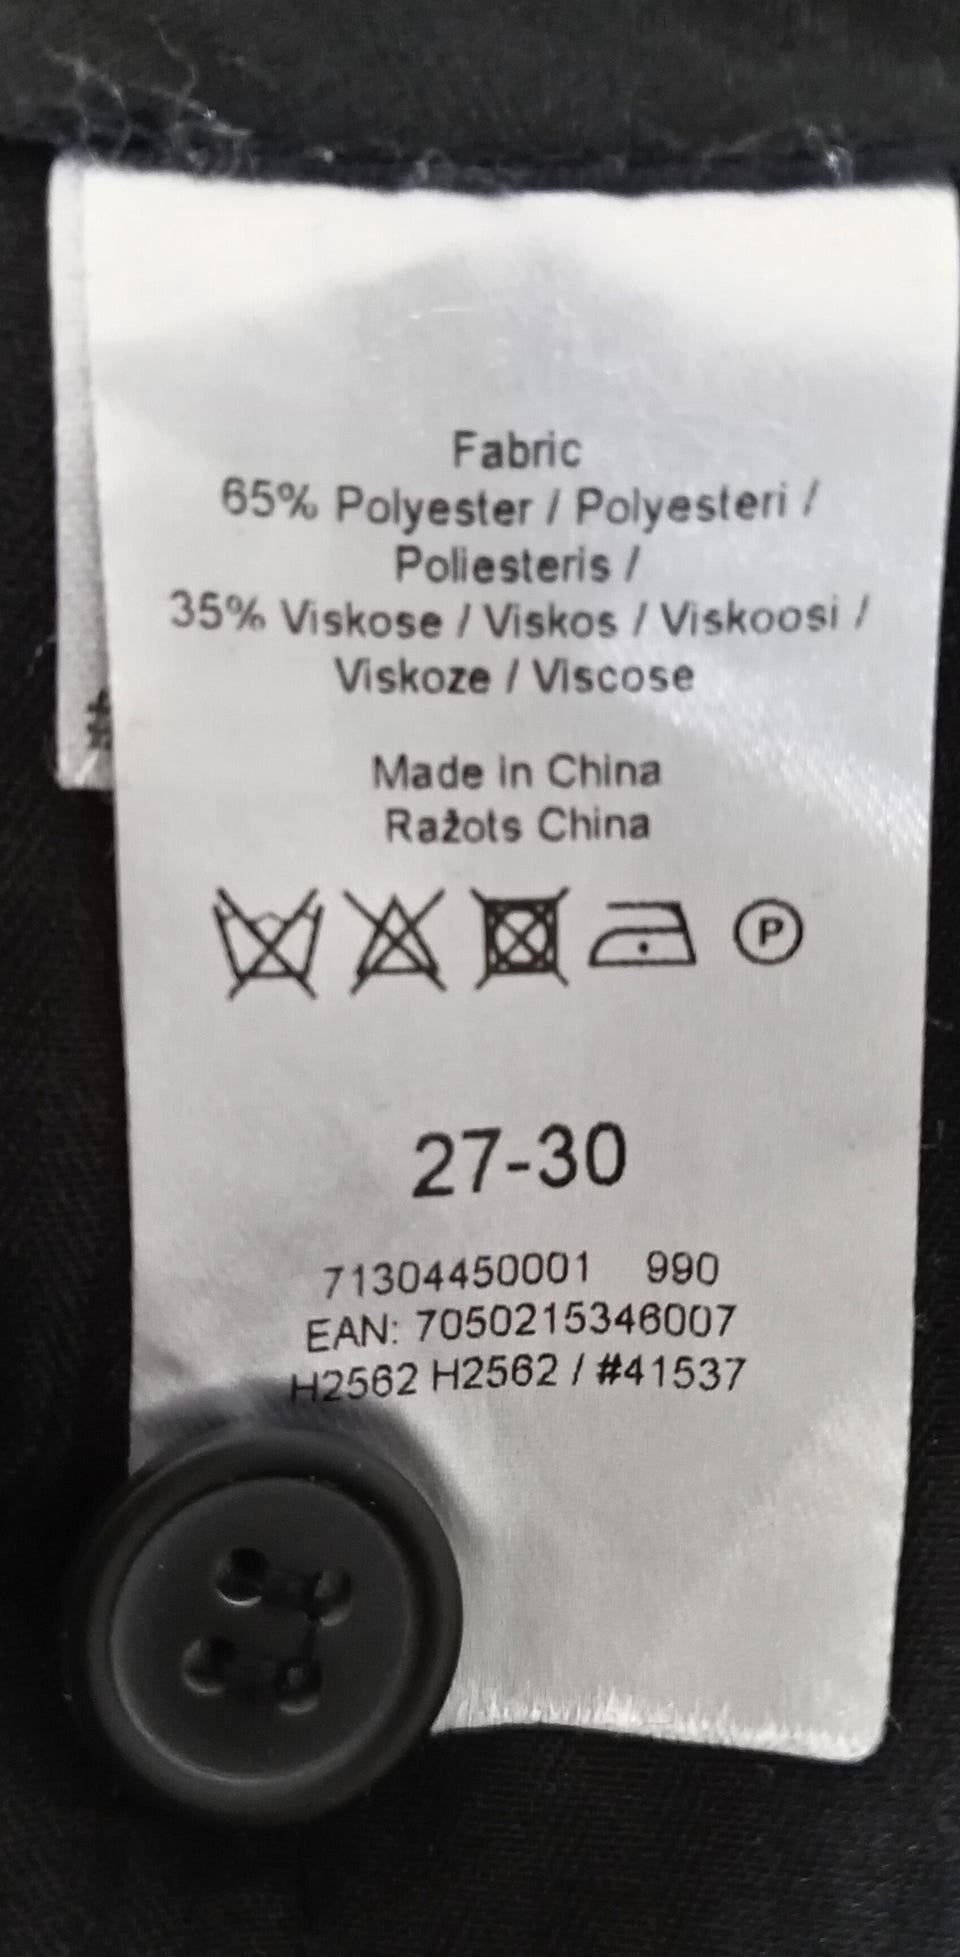 Fabric
65% Polyester / Polyesteri /
Poliesteris /
35% Viskose / Viskos / Viskoosi /
Viskoze / Viscose
Made in China
Ražots China
P
27-30
71304450001 990
EAN: 7050215346007
H2562 H2562 / #41537
#